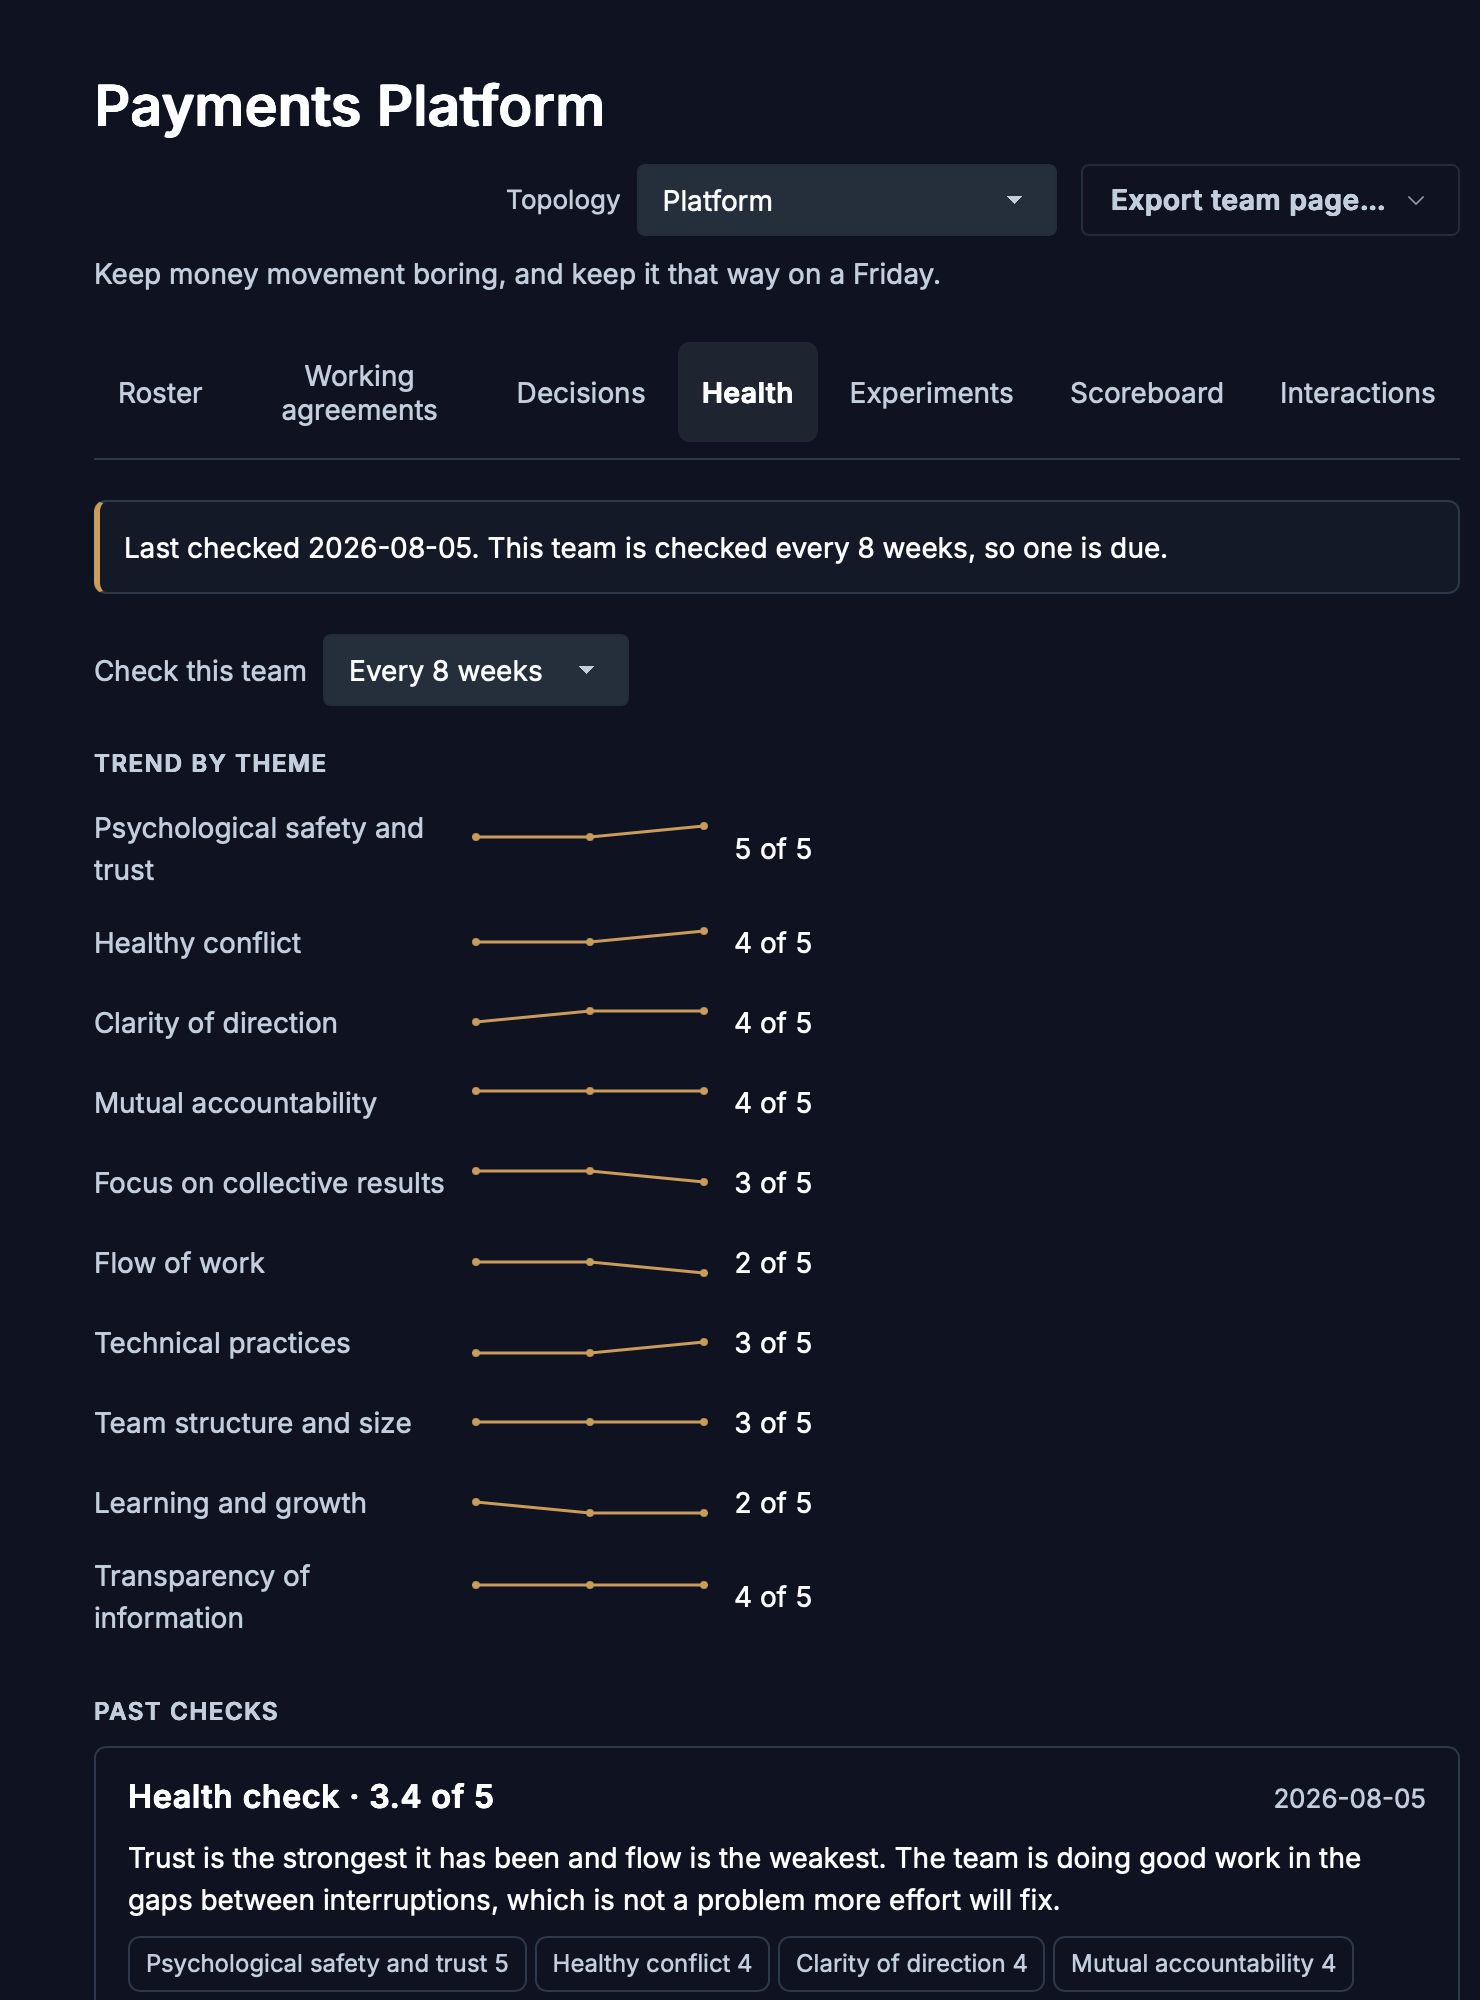 Payments Platform
Topology
Platform
Export team page...
Keep money movement boring, and keep it that way on a Friday.
Roster
Working
agreements
Decisions
Health
Experiments
Scoreboard
Interactions
Last checked 2026-08-05. This team is checked every 8 weeks, so one is due.
Check this team
Every 8 weeks
TREND BY THEME
Psychological safety and
trust
5 of 5
Healthy conflict
4 of 5
Clarity of direction
4 of 5
Mutual accountability
4 of 5
Focus on collective results
3 of 5
Flow of work
2 of 5
Technical practices
3 of 5
Team structure and size
3 of 5
Learning and growth
2 of 5
Transparency of
information
4 of 5
PAST CHECKS
Health check · 3.4 of 5
2026-08-05
Trust is the strongest it has been and flow is the weakest. The team is doing good work in the
gaps between interruptions, which is not a problem more effort will fix.
Psychological safety and trust 5
Healthy conflict 4
Clarity of direction 4
Mutual accountability 4